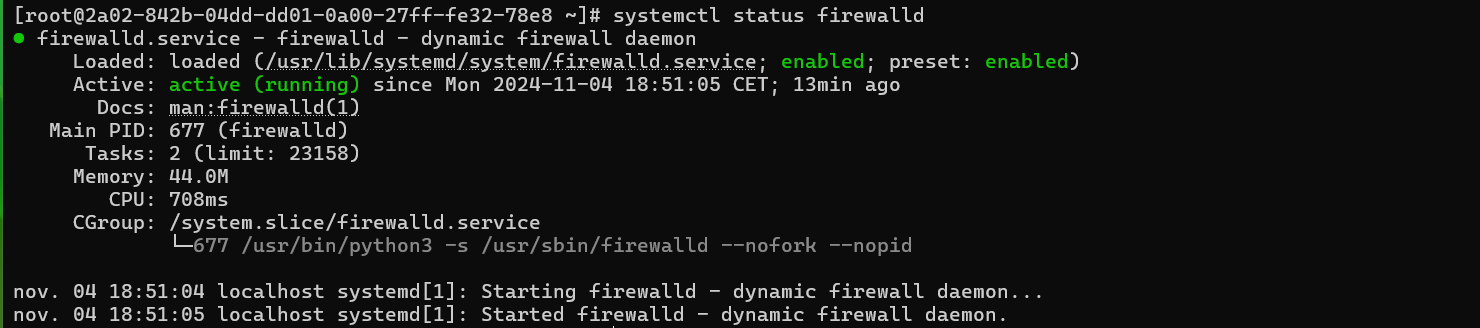 [root@2a02-842b-04dd-dd01-0a00-27ff-fe32-78e8 ~]# systemctl status firewalld
● firewalld.service - firewalld - dynamic firewall daemon
     Loaded: loaded (/usr/lib/systemd/system/firewalld.service; enabled; preset: enabled)
     Active: active (running) since Mon 2024-11-04 18:51:05 CET; 13min ago
       Docs: man:firewalld(1)
   Main PID: 677 (firewalld)
      Tasks: 2 (limit: 23158)
     Memory: 44.0M
        CPU: 708ms
     CGroup: /system.slice/firewalld.service
             └─677 /usr/bin/python3 -s /usr/sbin/firewalld --nofork --nopid

nov. 04 18:51:04 localhost systemd[1]: Starting firewalld - dynamic firewall daemon...
nov. 04 18:51:05 localhost systemd[1]: Started firewalld - dynamic firewall daemon.